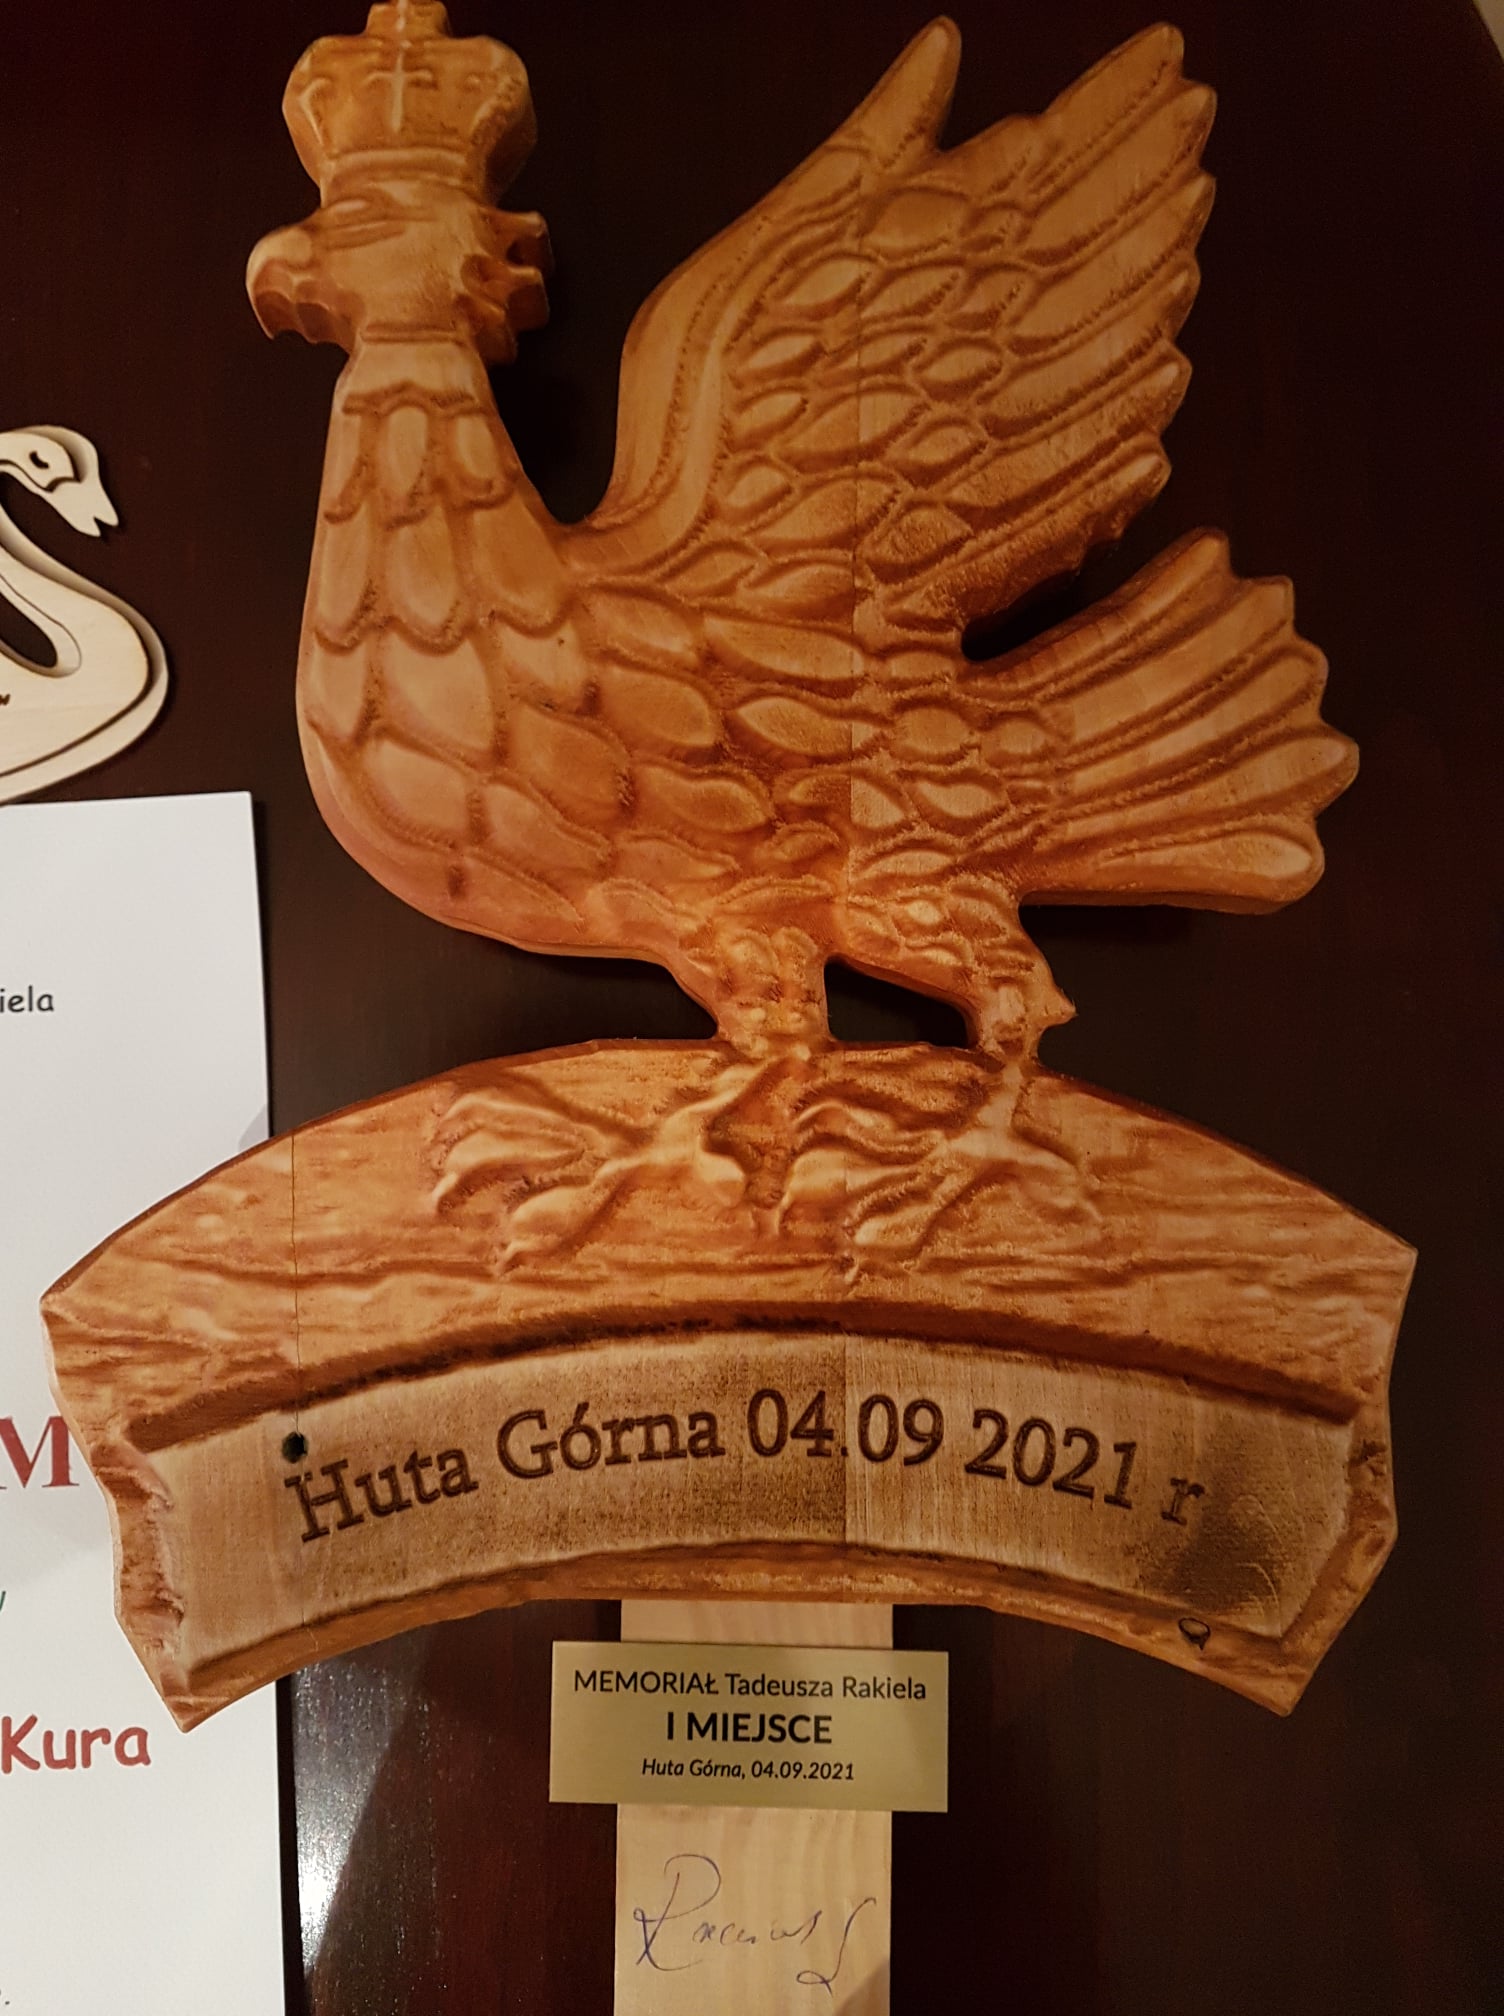 iela
M
Kura
Huta Górna 04.09 2021 r
MEMORIAŁ Tadeusza Rakiela
I MIEJSCE
Huta Górna, 04.09.2021